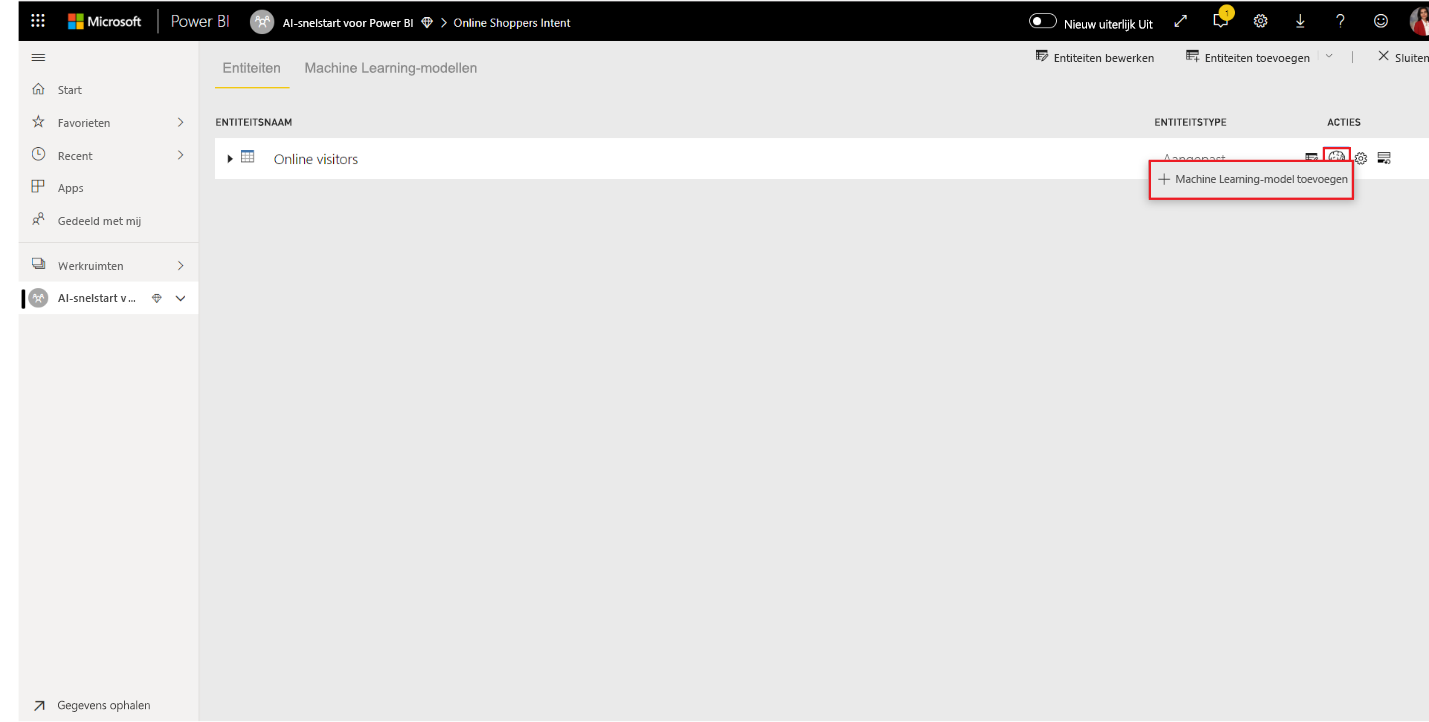 Microsoft Power BI AI-snelstart voor Power BI > Online Shoppers Intent Nieuw uiterlijk Uit 1 ?
Entiteiten Machine Learning-modellen Entiteiten bewerken Entiteiten toevoegen Sluiten
Start
Favorieten
Recent
Apps
Gedeeld met mij
Werkruimten
AI-snelstart v...
Gegevens ophalen
ENTITEITSNAAM ENTITEITSTYPE ACTIES
Online visitors Aangepast
+ Machine Learning-model toevoegen